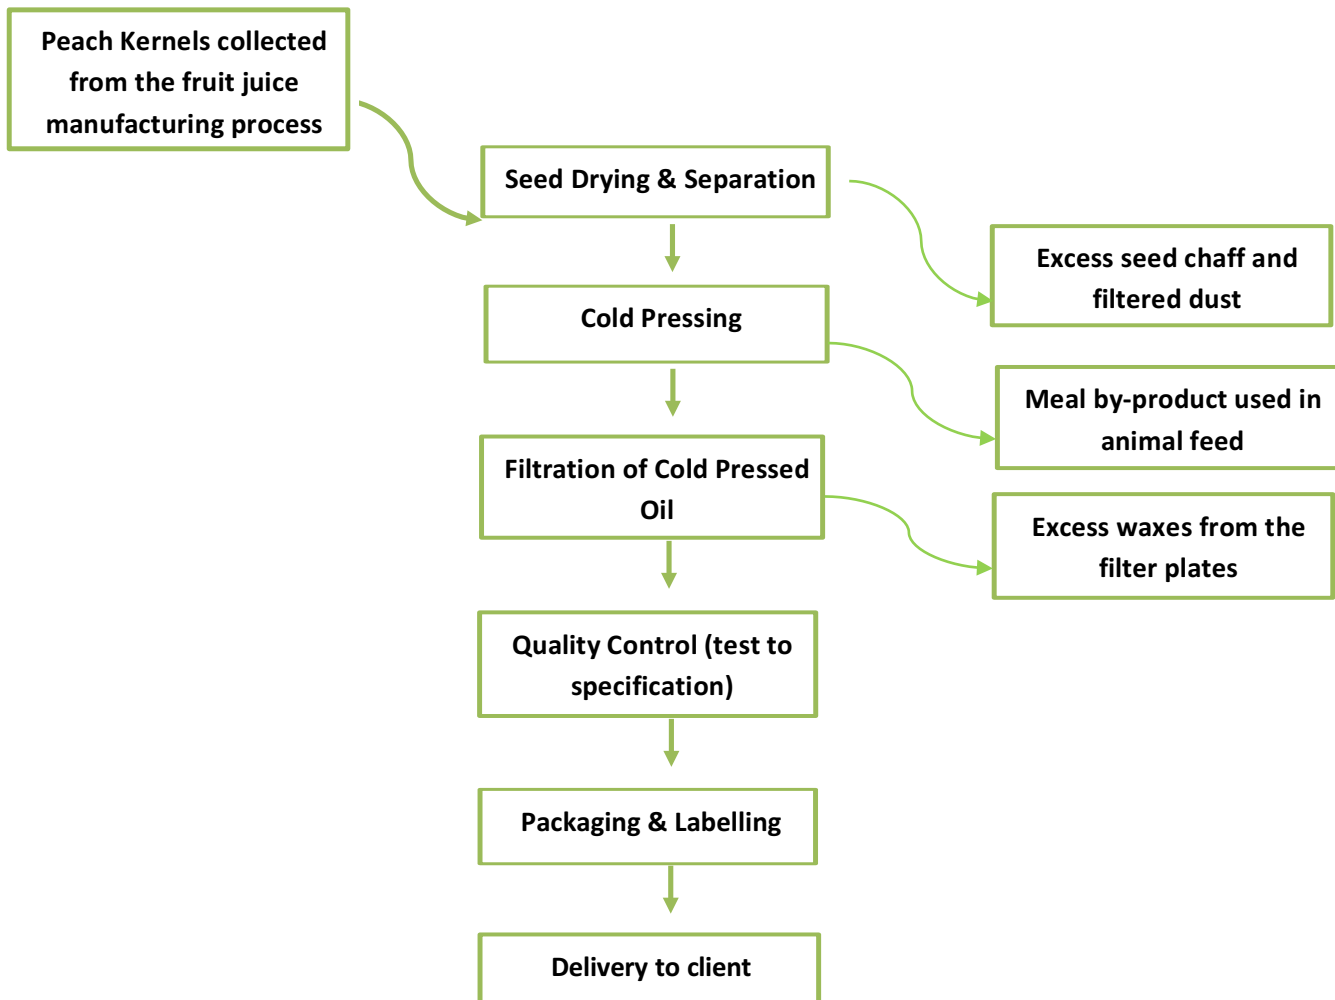 Peach Kernels collected
from the fruit juice
manufacturing process
Seed Drying & Separation
Excess seed chaff and
filtered dust
Cold Pressing
Meal by-product used in
animal feed
Filtration of Cold Pressed
Oil
Excess waxes from the
filter plates
Quality Control (test to
specification)
Packaging & Labelling
Delivery to client